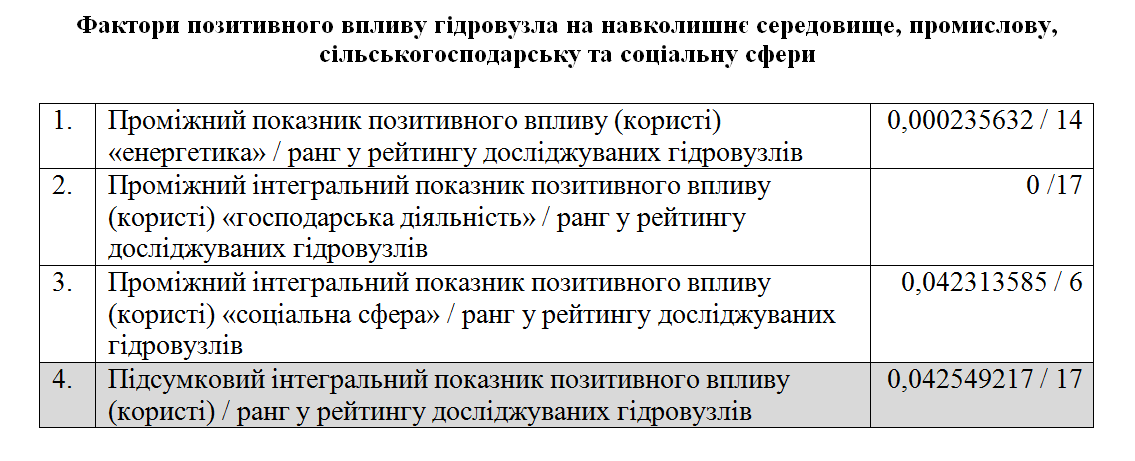 Фактори позитивного впливу гідровузла на навколишнє середовище, промислову,
сільськогосподарську та соціальну сфери
1. Проміжний показник позитивного впливу (користі) 0,000235632 / 14
«енергетика» / ранг у рейтингу досліджуваних гідровузлів
2. Проміжний інтегральний показник позитивного впливу 0 /17
(користі) «господарська діяльність» / ранг у рейтингу
досліджуваних гідровузлів
3. Проміжний інтегральний показник позитивного впливу 0,042313585 / 6
(користі) «соціальна сфера» / ранг у рейтингу досліджуваних
гідровузлів
4. Підсумковий інтегральний показник позитивного впливу 0,042549217 / 17
(користі) / ранг у рейтингу досліджуваних гідровузлів